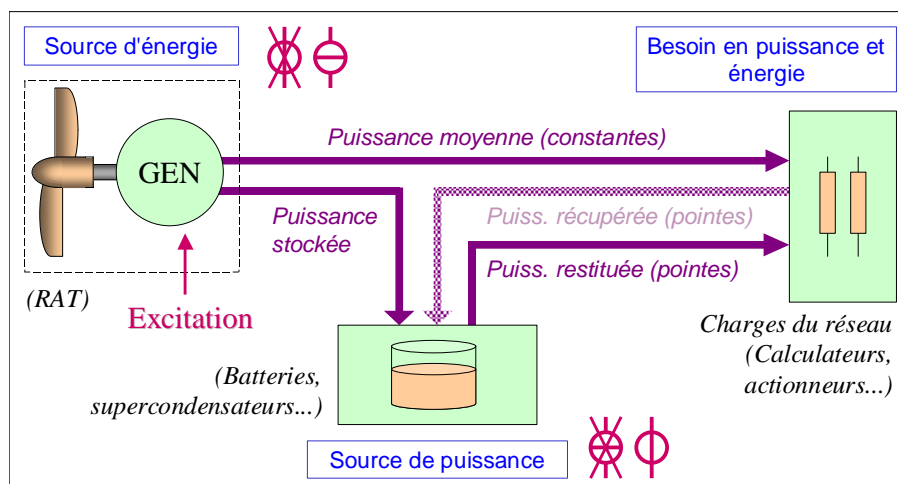 Source d'énergie
Besoin en puissance et
énergie
Puissance moyenne (constantes)
GEN
Puissance
stockée
Puiss. récupérée (pointes)
Puiss. restituée (pointes)
(RAT)
Excitation
Charges du réseau
(Calculateurs,
actionneurs...)
(Batteries,
supercondensateurs...)
Source de puissance